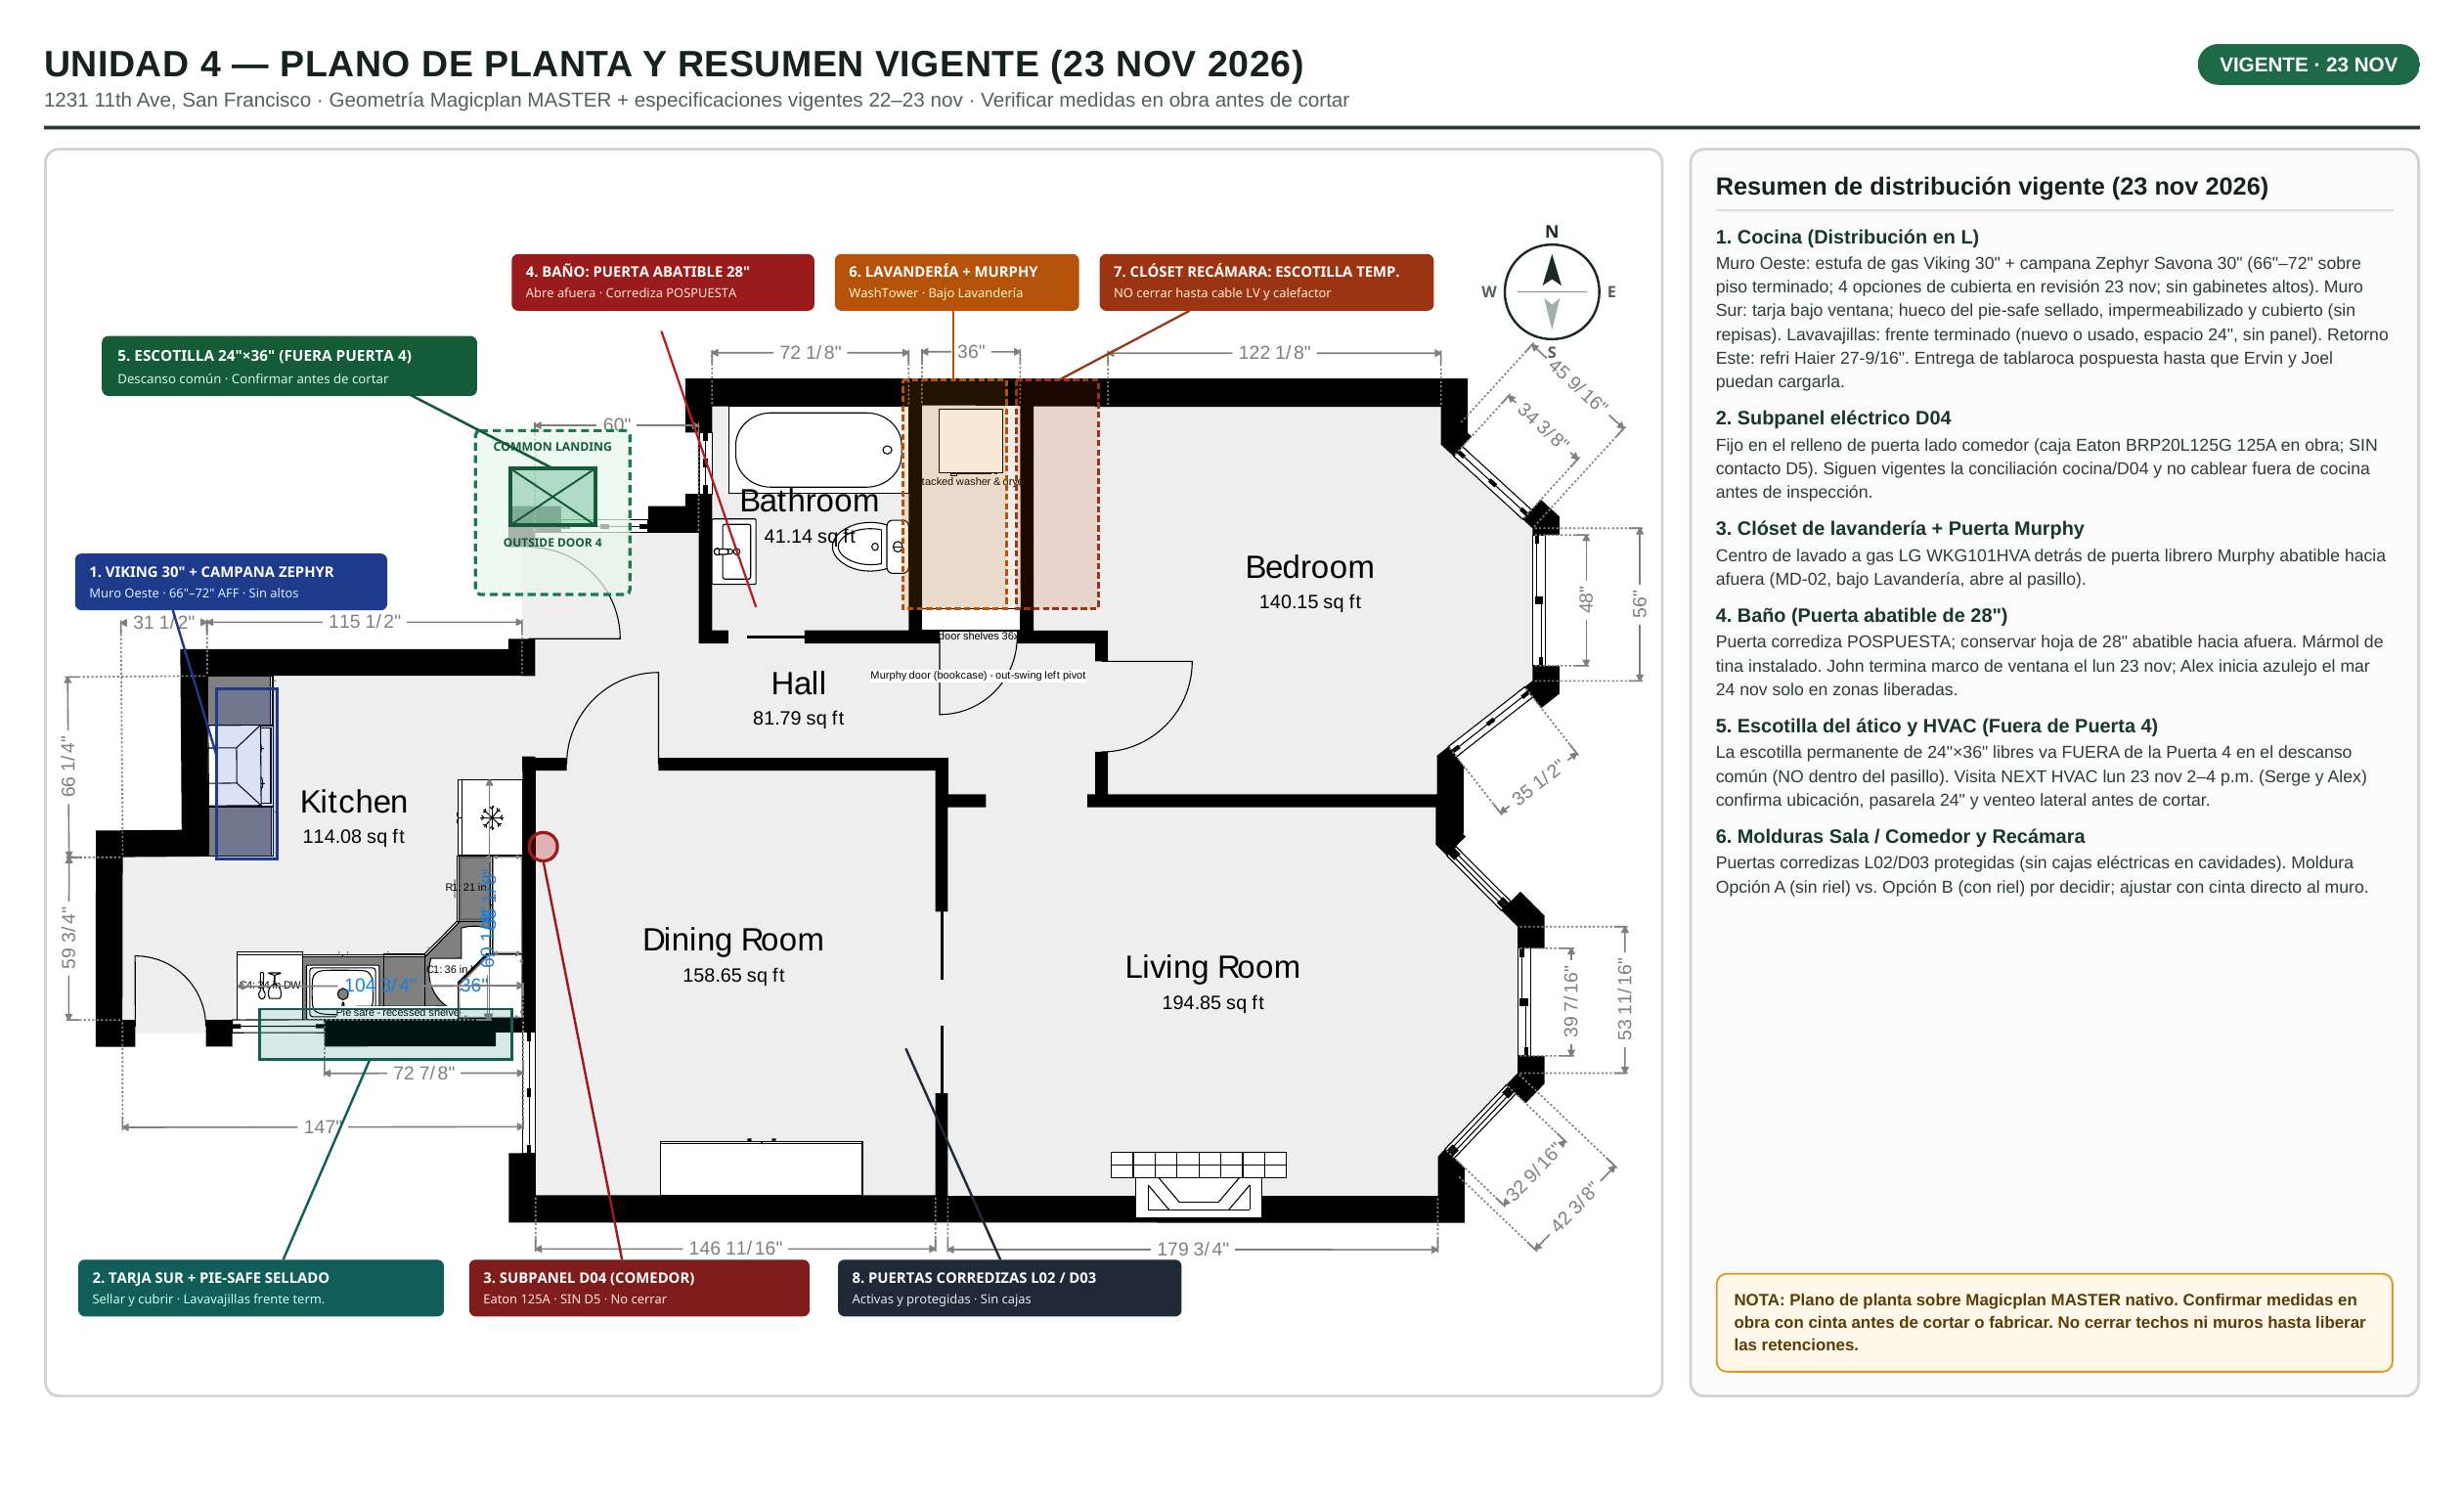 UNIDAD 4 — PLANO DE PLANTA Y RESUMEN VIGENTE (23 NOV 2026)
VIGENTE · 23 NOV
1231 11th Ave, San Francisco · Geometría Magicplan MASTER + especificaciones vigentes 22–23 nov · Verificar medidas en obra antes de cortar
N
W
E
S
4. BAÑO: PUERTA ABATIBLE 28"
Abre afuera · Corrediza POSPUESTA
6. LAVANDERÍA + MURPHY
WashTower · Bajo Lavandería
7. CLÓSET RECÁMARA: ESCOTILLA TEMP.
NO cerrar hasta cable LV y calefactor
5. ESCOTILLA 24"×36" (FUERA PUERTA 4)
Descanso común · Confirmar antes de cortar
72 1/8"
36"
122 1/8"
45 9/16"
34 3/8"
60"
COMMON LANDING
OUTSIDE DOOR 4
Bathroom
41.14 sq ft
stacked washer & drye
Bedroom
140.15 sq ft
48"
56"
35 1/2"
1. VIKING 30" + CAMPANA ZEPHYR
Muro Oeste · 66"–72" AFF · Sin altos
31 1/2"
115 1/2"
door shelves 36x
Murphy door (bookcase) - out-swing left pivot
Hall
81.79 sq ft
66 1/4"
59 3/4"
Kitchen
114.08 sq ft
R1: 21 in
C1: 36 in
C4: 24 in DW
104 3/4"
36"
Pie safe - recessed shelve
72 7/8"
147"
Dining Room
158.65 sq ft
Living Room
194.85 sq ft
39 7/16"
53 11/16"
32 9/16"
42 3/8"
146 11/16"
179 3/4"
2. TARJA SUR + PIE-SAFE SELLADO
Sellar y cubrir · Lavavajillas frente term.
3. SUBPANEL D04 (COMEDOR)
Eaton 125A · SIN D5 · No cerrar
8. PUERTAS CORREDIZAS L02 / D03
Activas y protegidas · Sin cajas
Resumen de distribución vigente (23 nov 2026)
1. Cocina (Distribución en L)
Muro Oeste: estufa de gas Viking 30" + campana Zephyr Savona 30" (66"–72" sobre
piso terminado; 4 opciones de cubierta en revisión 23 nov; sin gabinetes altos). Muro
Sur: tarja bajo ventana; hueco del pie-safe sellado, impermeabilizado y cubierto (sin
repisas). Lavavajillas: frente terminado (nuevo o usado, espacio 24", sin panel). Retorno
Este: refri Haier 27-9/16". Entrega de tablaroca pospuesta hasta que Ervin y Joel
puedan cargarla.
2. Subpanel eléctrico D04
Fijo en el relleno de puerta lado comedor (caja Eaton BRP20L125G 125A en obra; SIN
contacto D5). Siguen vigentes la conciliación cocina/D04 y no cablear fuera de cocina
antes de inspección.
3. Clóset de lavandería + Puerta Murphy
Centro de lavado a gas LG WKG101HVA detrás de puerta librero Murphy abatible hacia
afuera (MD-02, bajo Lavandería, abre al pasillo).
4. Baño (Puerta abatible de 28")
Puerta corrediza POSPUESTA; conservar hoja de 28" abatible hacia afuera. Mármol de
tina instalado. John termina marco de ventana el lun 23 nov; Alex inicia azulejo el mar
24 nov solo en zonas liberadas.
5. Escotilla del ático y HVAC (Fuera de Puerta 4)
La escotilla permanente de 24"×36" libres va FUERA de la Puerta 4 en el descanso
común (NO dentro del pasillo). Visita NEXT HVAC lun 23 nov 2–4 p.m. (Serge y Alex)
confirma ubicación, pasarela 24" y venteo lateral antes de cortar.
6. Molduras Sala / Comedor y Recámara
Puertas corredizas L02/D03 protegidas (sin cajas eléctricas en cavidades). Moldura
Opción A (sin riel) vs. Opción B (con riel) por decidir; ajustar con cinta directo al muro.
NOTA: Plano de planta sobre Magicplan MASTER nativo. Confirmar medidas en
obra con cinta antes de cortar o fabricar. No cerrar techos ni muros hasta liberar
las retenciones.